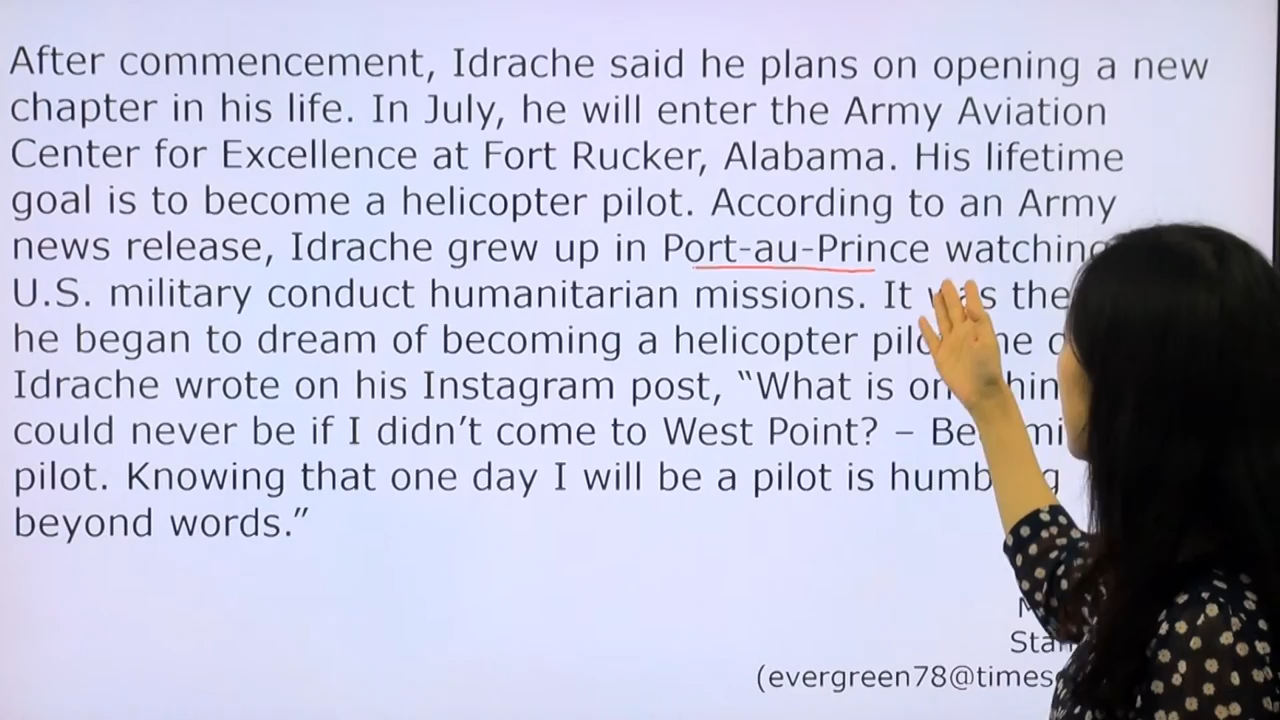 After commencement, Idrache said he plans on opening a new
chapter in his life. In July, he will enter the Army Aviation
Center for Excellence at Fort Rucker, Alabama. His lifetime
goal is to become a helicopter pilot. According to an Army
news release, Idrache grew up in Port-au-Prince watching
U.S. military conduct humanitarian missions. It was
he began to dream of becoming a helicopter
Idrache wrote on his Instagram post, “What is
could never be if I didn’t come to West Point? –
pilot. Knowing that one day I will be a pilot is humbling
beyond words.”
(evergreen78@times